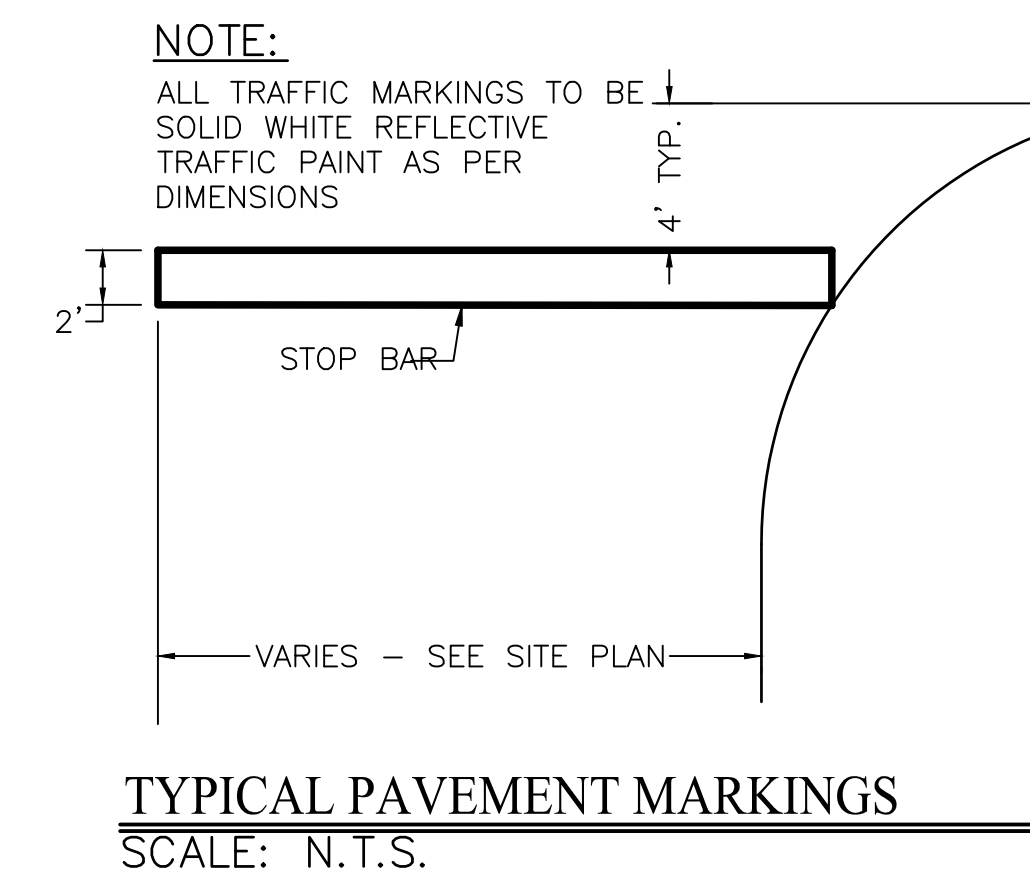 NOTE:
ALL TRAFFIC MARKINGS TO BE
SOLID WHITE REFLECTIVE
TRAFFIC PAINT AS PER
DIMENSIONS
4' TYP.
2'
STOP BAR
VARIES - SEE SITE PLAN
TYPICAL PAVEMENT MARKINGS
SCALE: N.T.S.